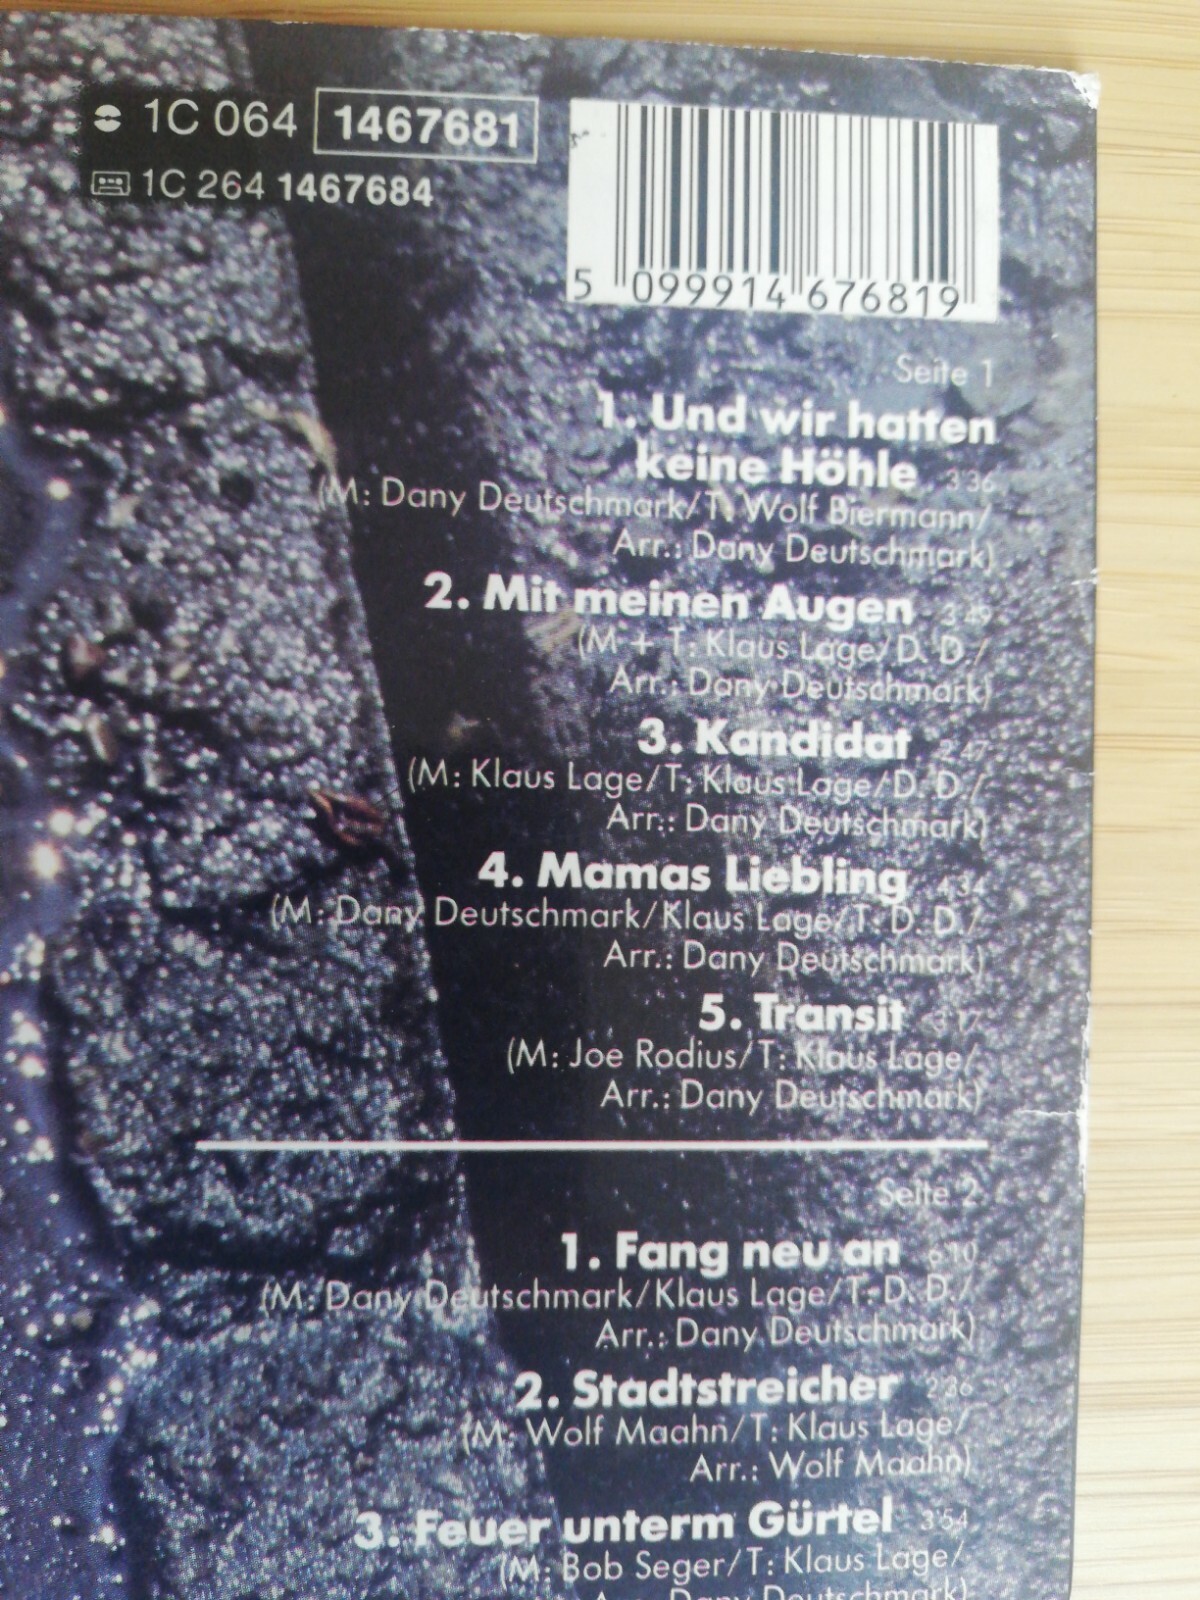 1C 064 1467681
1C 264 1467684
5 099914 676819
Seite 1
1. Und wir hatten
keine Höhle 3'36
(M: Dany Deutschmark/T: Wolf Biermann/
Arr.: Dany Deutschmark)
2. Mit meinen Augen 3'49
(M + T: Klaus Lage/D. D./
Arr.: Dany Deutschmark)
3. Kandidat 2'47
(M: Klaus Lage/T: Klaus Lage/D. D./
Arr.: Dany Deutschmark)
4. Mamas Liebling 4'34
(M: Dany Deutschmark/Klaus Lage/T: D. D./
Arr.: Dany Deutschmark)
5. Transit 3'17
(M: Joe Rodius/T: Klaus Lage/
Arr.: Dany Deutschmark)
Seite 2
1. Fang neu an 6'10
(M: Dany Deutschmark/Klaus Lage/T: D. D./
Arr.: Dany Deutschmark)
2. Stadtstreicher 2'36
(M: Wolf Maahn/T: Klaus Lage/
Arr.: Wolf Maahn)
3. Feuer unterm Gürtel 3'54
(M: Bob Seger/T: Klaus Lage/
Arr.: Dany Deutschmark)